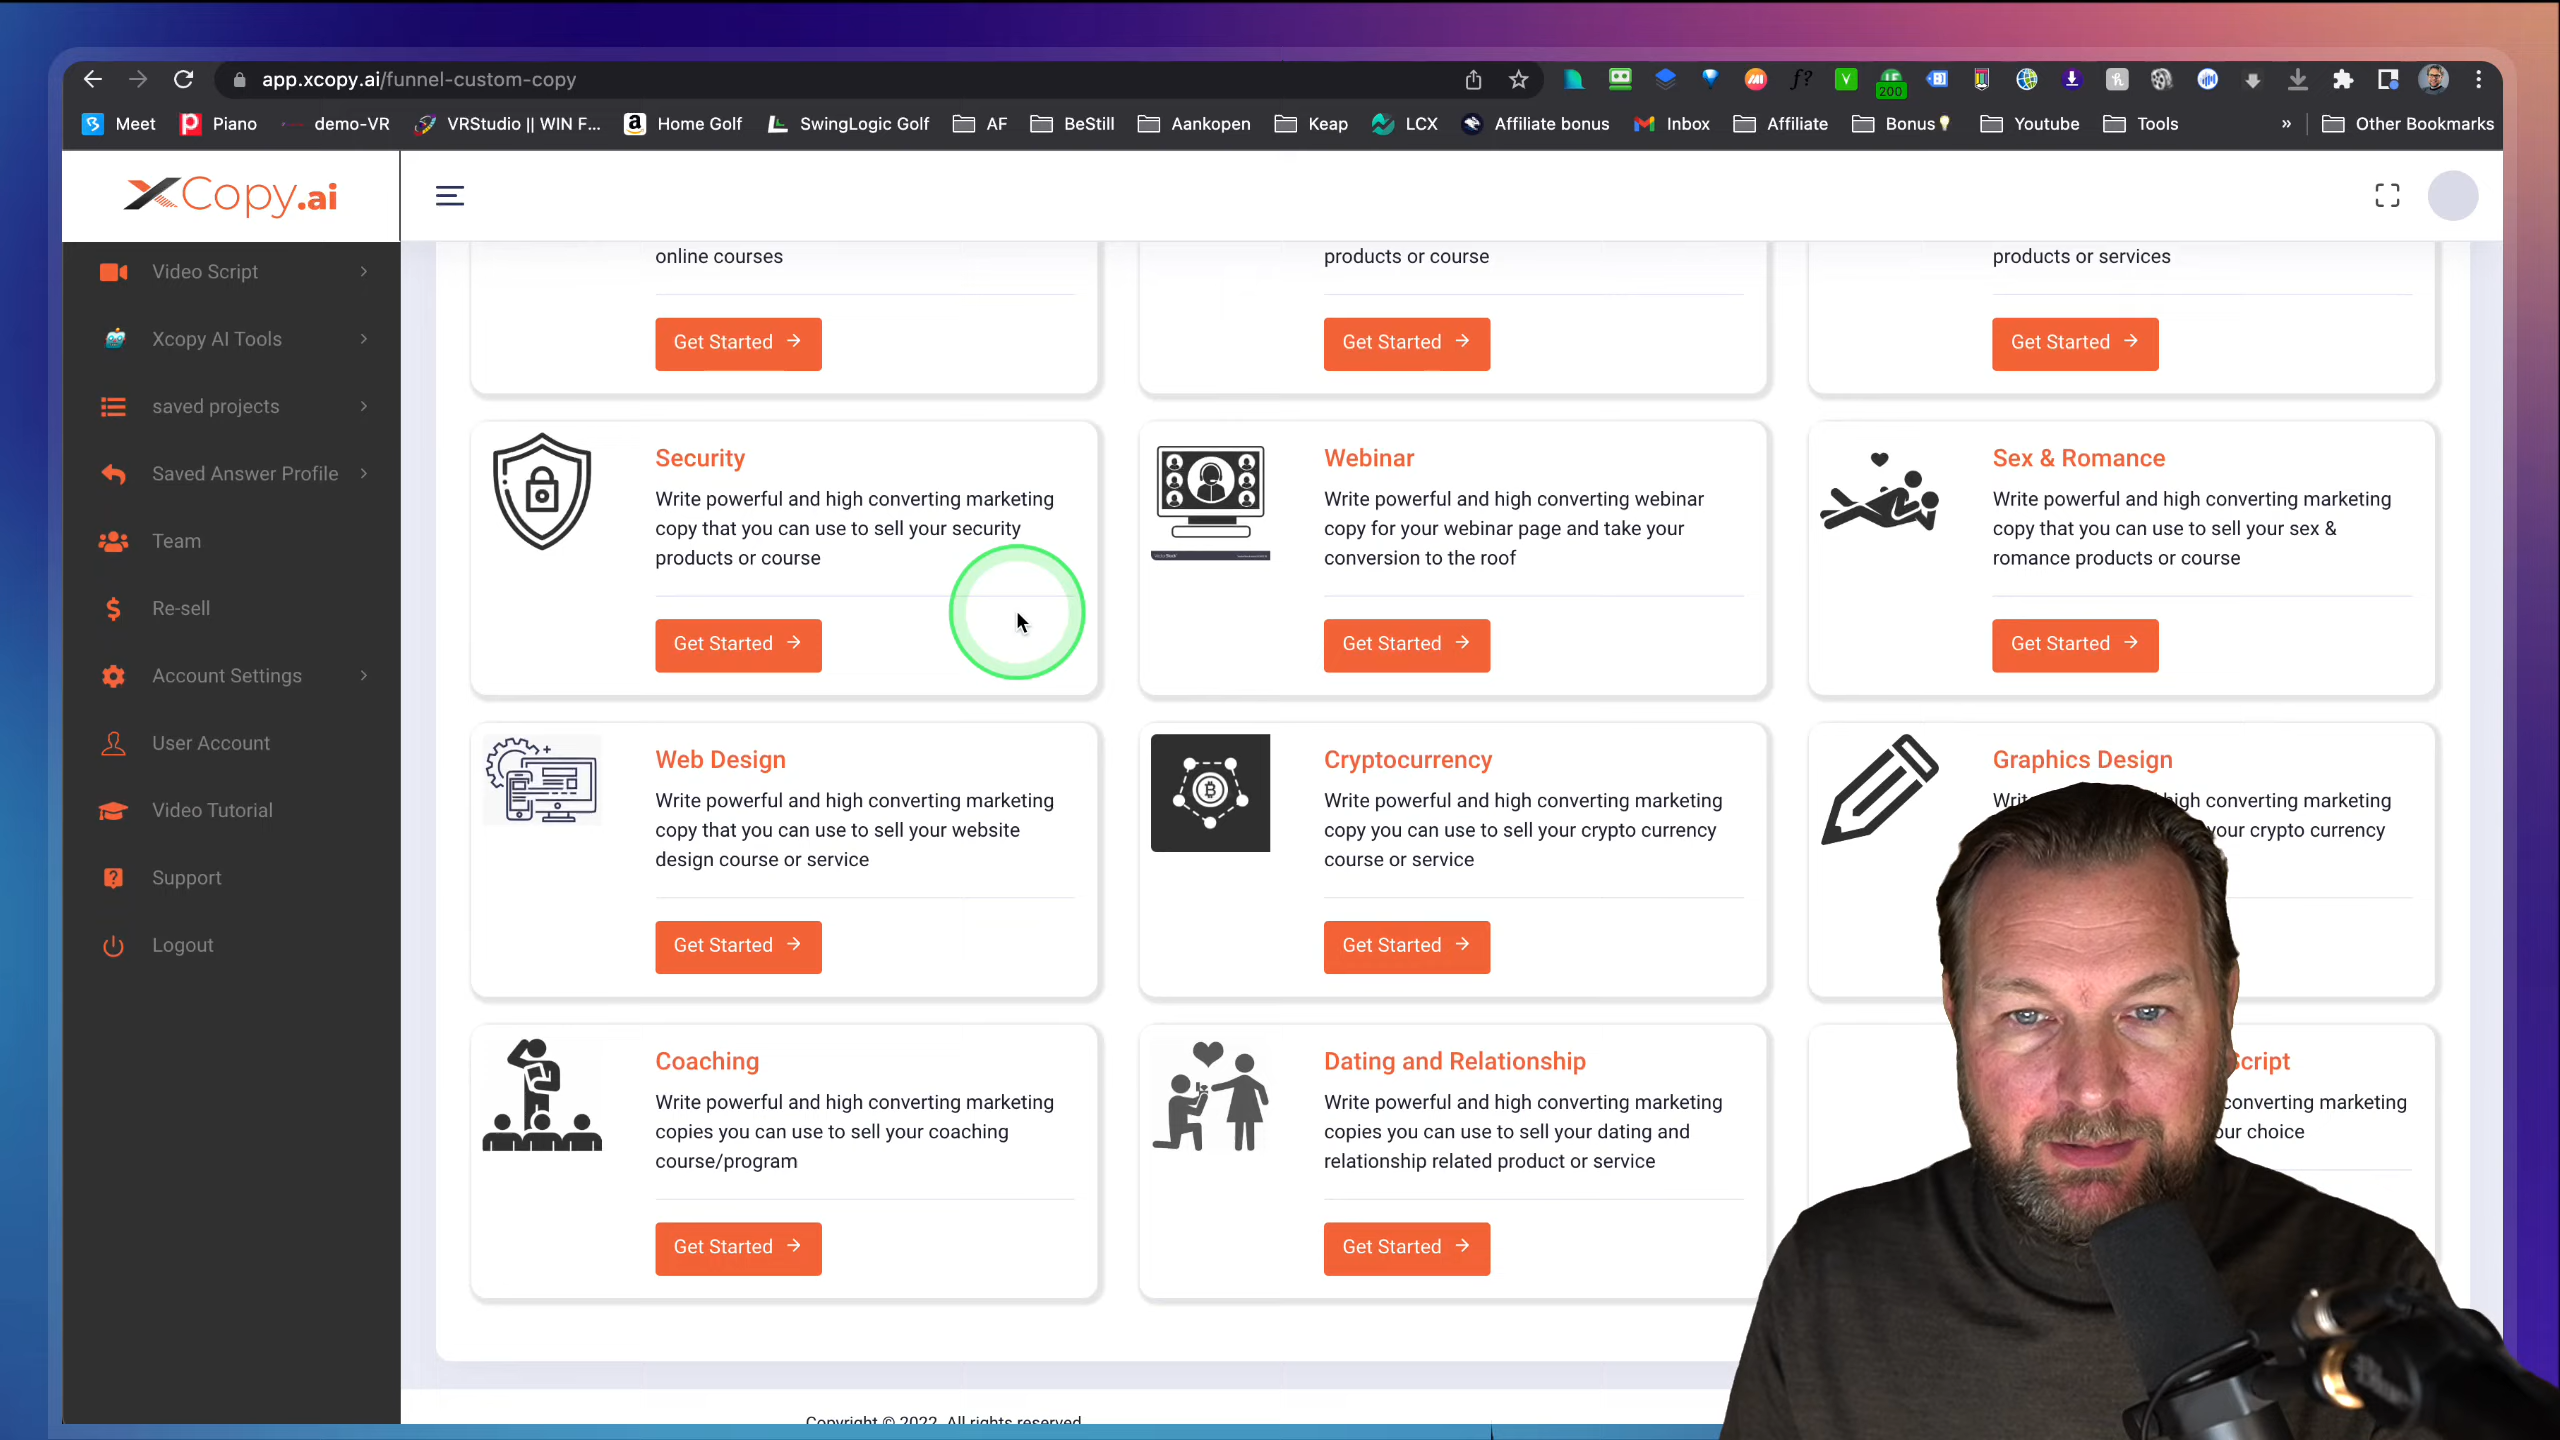 app.xcopy.ai/funnel-custom-copy
200
Meet
Piano
demo-VR
VRStudio || WIN F...
Home Golf
SwingLogic Golf
AF
BeStill
Aankopen
Keap
LCX
Affiliate bonus
Inbox
Affiliate
Bonus
Youtube
Tools
»
Other Bookmarks
XCopy.ai
Video Script
Xcopy AI Tools
saved projects
Saved Answer Profile
Team
Re-sell
Account Settings
User Account
Video Tutorial
Support
Logout
online courses
Get Started
products or course
Get Started
products or services
Get Started
Security
Write powerful and high converting marketing
copy that you can use to sell your security
products or course
Get Started
Webinar
Write powerful and high converting webinar
copy for your webinar page and take your
conversion to the roof
Get Started
Sex & Romance
Write powerful and high converting marketing
copy that you can use to sell your sex &
romance products or course
Get Started
Web Design
Write powerful and high converting marketing
copy that you can use to sell your website
design course or service
Get Started
Cryptocurrency
Write powerful and high converting marketing
copy you can use to sell your crypto currency
course or service
Get Started
Graphics Design
high converting marketing
your crypto currency
Coaching
Write powerful and high converting marketing
copies you can use to sell your coaching
course/program
Get Started
Dating and Relationship
Write powerful and high converting marketing
copies you can use to sell your dating and
relationship related product or service
Get Started
Script
converting marketing
our choice
Copyright © 2022. All rights reserved